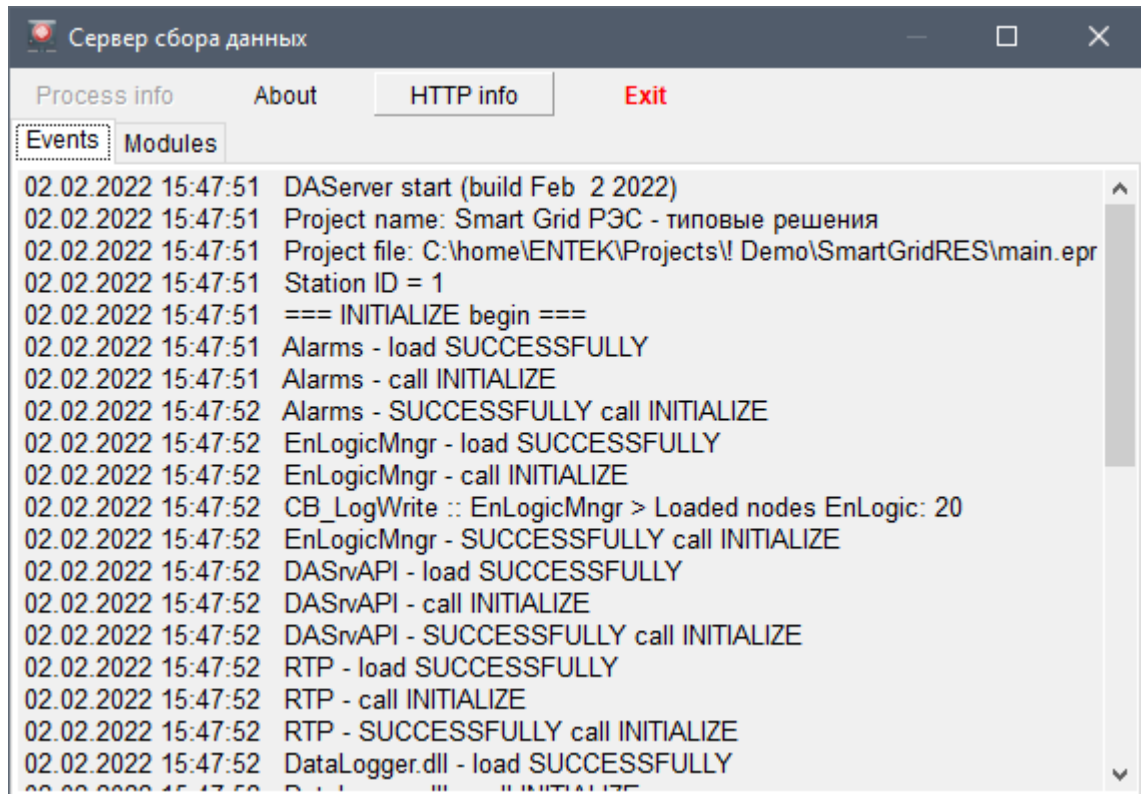 Сервер сбора данных
Process info About HTTP info Exit
Events Modules
02.02.2022 15:47:51 DAServer start (build Feb  2 2022)
02.02.2022 15:47:51 Project name: Smart Grid РЭС - типовые решения
02.02.2022 15:47:51 Project file: C:\home\ENTEK\Projects\! Demo\SmartGridRES\main.epr
02.02.2022 15:47:51 Station ID = 1
02.02.2022 15:47:51 === INITIALIZE begin ===
02.02.2022 15:47:51 Alarms - load SUCCESSFULLY
02.02.2022 15:47:51 Alarms - call INITIALIZE
02.02.2022 15:47:52 Alarms - SUCCESSFULLY call INITIALIZE
02.02.2022 15:47:52 EnLogicMngr - load SUCCESSFULLY
02.02.2022 15:47:52 EnLogicMngr - call INITIALIZE
02.02.2022 15:47:52 CB_LogWrite :: EnLogicMngr > Loaded nodes EnLogic: 20
02.02.2022 15:47:52 EnLogicMngr - SUCCESSFULLY call INITIALIZE
02.02.2022 15:47:52 DASrvAPI - load SUCCESSFULLY
02.02.2022 15:47:52 DASrvAPI - call INITIALIZE
02.02.2022 15:47:52 DASrvAPI - SUCCESSFULLY call INITIALIZE
02.02.2022 15:47:52 RTP - load SUCCESSFULLY
02.02.2022 15:47:52 RTP - call INITIALIZE
02.02.2022 15:47:52 RTP - SUCCESSFULLY call INITIALIZE
02.02.2022 15:47:52 DataLogger.dll - load SUCCESSFULLY